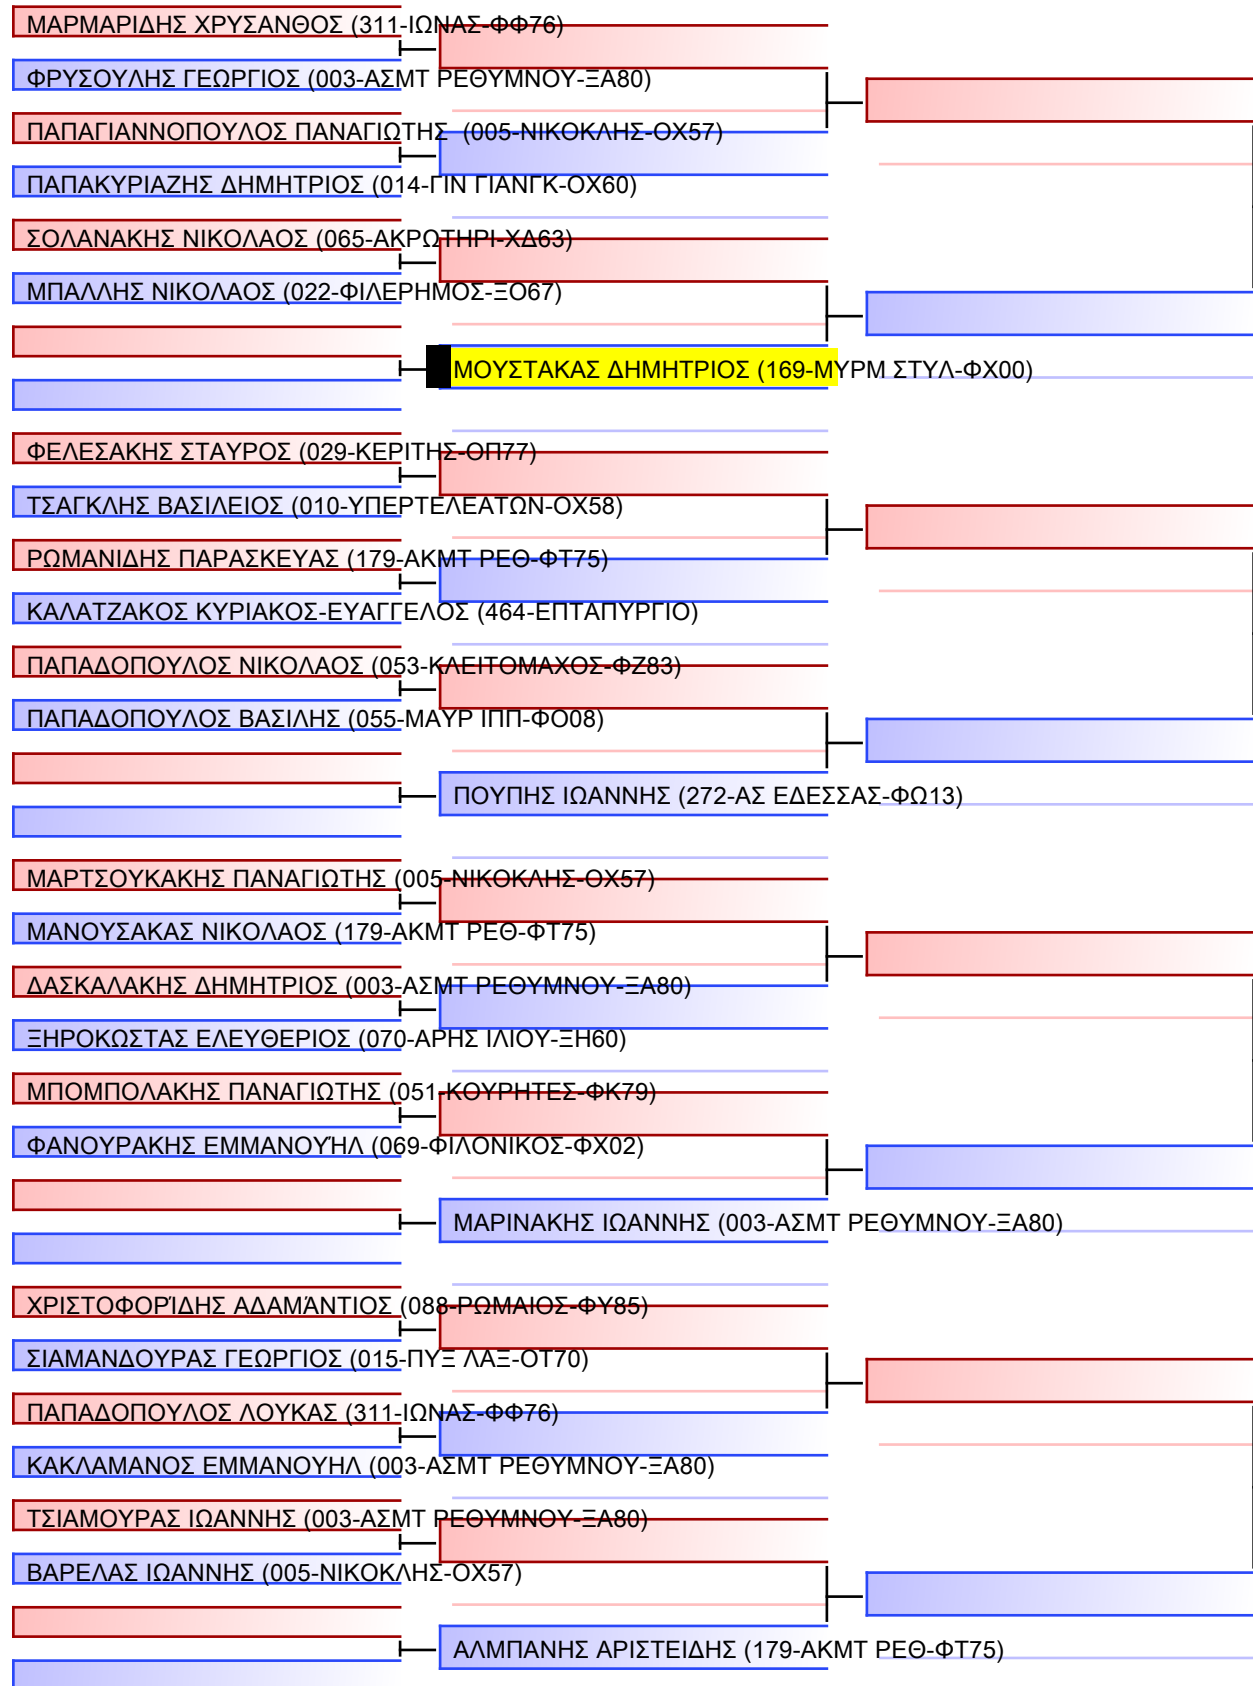 ΜΑΡΜΑΡΙΔΗΣ ΧΡΥΣΑΝΘΟΣ (311-ΙΩΝΑΣ-ΦΦ76)
ΦΡΥΣΟΥΛΗΣ ΓΕΩΡΓΙΟΣ (003-ΑΣΜΤ ΡΕΘΥΜΝΟΥ-ΞΑ80)
ΠΑΠΑΓΙΑΝΝΟΠΟΥΛΟΣ ΠΑΝΑΓΙΩΤΗΣ (005-ΝΙΚΟΚΛΗΣ-ΟΧ57)
ΠΑΠΑΚΥΡΙΑΖΗΣ ΔΗΜΗΤΡΙΟΣ (014-ΓΙΝ ΓΙΑΝΓΚ-ΟΧ60)
ΣΟΛΑΝΑΚΗΣ ΝΙΚΟΛΑΟΣ (065-ΑΚΡΩΤΗΡΙ-ΧΔ63)
ΜΠΑΛΛΗΣ ΝΙΚΟΛΑΟΣ (022-ΦΙΛΕΡΗΜΟΣ-ΞΟ67)
ΜΟΥΣΤΑΚΑΣ ΔΗΜΗΤΡΙΟΣ (169-ΜΥΡΜ ΣΤΥΛ-ΦΧ00)
ΦΕΛΕΣΑΚΗΣ ΣΤΑΥΡΟΣ (029-ΚΕΡΙΤΗΣ-ΟΠ77)
ΤΣΑΓΚΛΗΣ ΒΑΣΙΛΕΙΟΣ (010-ΥΠΕΡΤΕΛΕΑΤΩΝ-ΟΧ58)
ΡΩΜΑΝΙΔΗΣ ΠΑΡΑΣΚΕΥΑΣ (179-ΑΚΜΤ ΡΕΘ-ΦΤ75)
ΚΑΛΑΤΖΑΚΟΣ ΚΥΡΙΑΚΟΣ-ΕΥΑΓΓΕΛΟΣ (464-ΕΠΤΑΠΥΡΓΙΟ)
ΠΑΠΑΔΟΠΟΥΛΟΣ ΝΙΚΟΛΑΟΣ (053-ΚΛΕΙΤΟΜΑΧΟΣ-ΦΖ83)
ΠΑΠΑΔΟΠΟΥΛΟΣ ΒΑΣΙΛΗΣ (055-ΜΑΥΡ ΙΠΠ-ΦΟ08)
ΠΟΥΠΗΣ ΙΩΑΝΝΗΣ (272-ΑΣ ΕΔΕΣΣΑΣ-ΦΩ13)
ΜΑΡΤΣΟΥΚΑΚΗΣ ΠΑΝΑΓΙΩΤΗΣ (005-ΝΙΚΟΚΛΗΣ-ΟΧ57)
ΜΑΝΟΥΣΑΚΑΣ ΝΙΚΟΛΑΟΣ (179-ΑΚΜΤ ΡΕΘ-ΦΤ75)
ΔΑΣΚΑΛΑΚΗΣ ΔΗΜΗΤΡΙΟΣ (003-ΑΣΜΤ ΡΕΘΥΜΝΟΥ-ΞΑ80)
ΞΗΡΟΚΩΣΤΑΣ ΕΛΕΥΘΕΡΙΟΣ (070-ΑΡΗΣ ΙΛΙΟΥ-ΞΗ60)
ΜΠΟΜΠΟΛΑΚΗΣ ΠΑΝΑΓΙΩΤΗΣ (051-ΚΟΥΡΗΤΕΣ-ΦΚ79)
ΦΑΝΟΥΡΑΚΗΣ ΕΜΜΑΝΟΥΉΛ (069-ΦΙΛΟΝΙΚΟΣ-ΦΧ02)
ΜΑΡΙΝΑΚΗΣ ΙΩΑΝΝΗΣ (003-ΑΣΜΤ ΡΕΘΥΜΝΟΥ-ΞΑ80)
ΧΡΙΣΤΟΦΟΡΊΔΗΣ ΑΔΑΜΆΝΤΙΟΣ (088-ΡΩΜΑΙΟΣ-ΦΥ85)
ΣΙΑΜΑΝΔΟΥΡΑΣ ΓΕΩΡΓΙΟΣ (015-ΠΥΞ ΛΑΞ-ΟΤ70)
ΠΑΠΑΔΟΠΟΥΛΟΣ ΛΟΥΚΑΣ (311-ΙΩΝΑΣ-ΦΦ76)
ΚΑΚΛΑΜΑΝΟΣ ΕΜΜΑΝΟΥΗΛ (003-ΑΣΜΤ ΡΕΘΥΜΝΟΥ-ΞΑ80)
ΤΣΙΑΜΟΥΡΑΣ ΙΩΑΝΝΗΣ (003-ΑΣΜΤ ΡΕΘΥΜΝΟΥ-ΞΑ80)
ΒΑΡΕΛΑΣ ΙΩΑΝΝΗΣ (005-ΝΙΚΟΚΛΗΣ-ΟΧ57)
ΑΛΜΠΑΝΗΣ ΑΡΙΣΤΕΙΔΗΣ (179-ΑΚΜΤ ΡΕΘ-ΦΤ75)